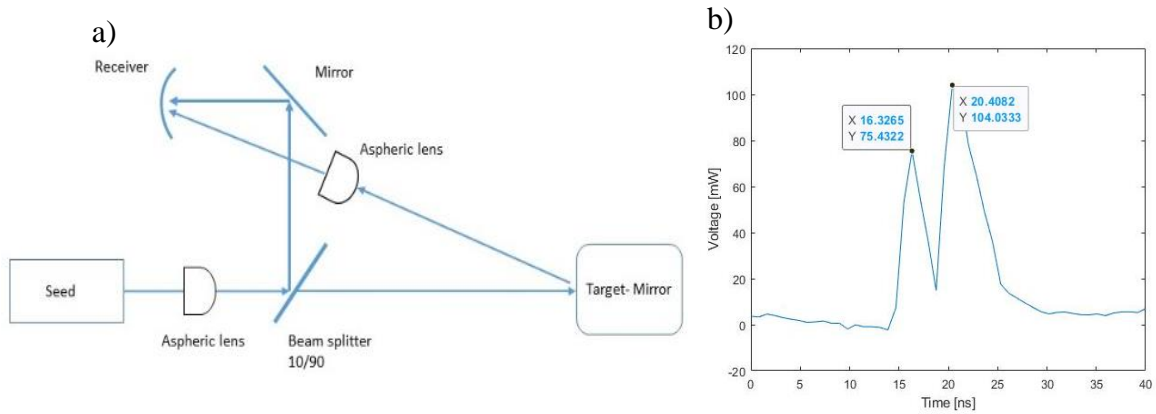 a)
Receiver
Mirror
Aspheric lens
Seed
Target- Mirror
Aspheric lens
Beam splitter
10/90
b)
120
100
80
60
40
20
0
-20
Voltage [mW]
X 16.3265
Y 75.4322
X 20.4082
Y 104.0333
0 5 10 15 20 25 30 35 40
Time [ns]